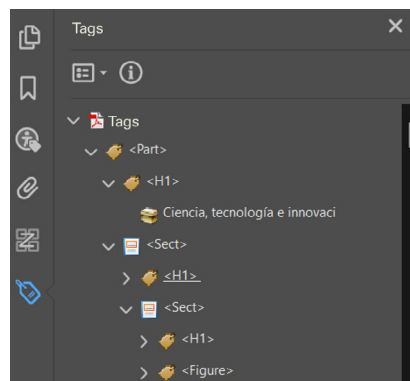 Tags
Tags
<Part>
<H1>
Ciencia, tecnología e innovaci
<Sect>
<H1>
<Sect>
<H1>
<Figure>